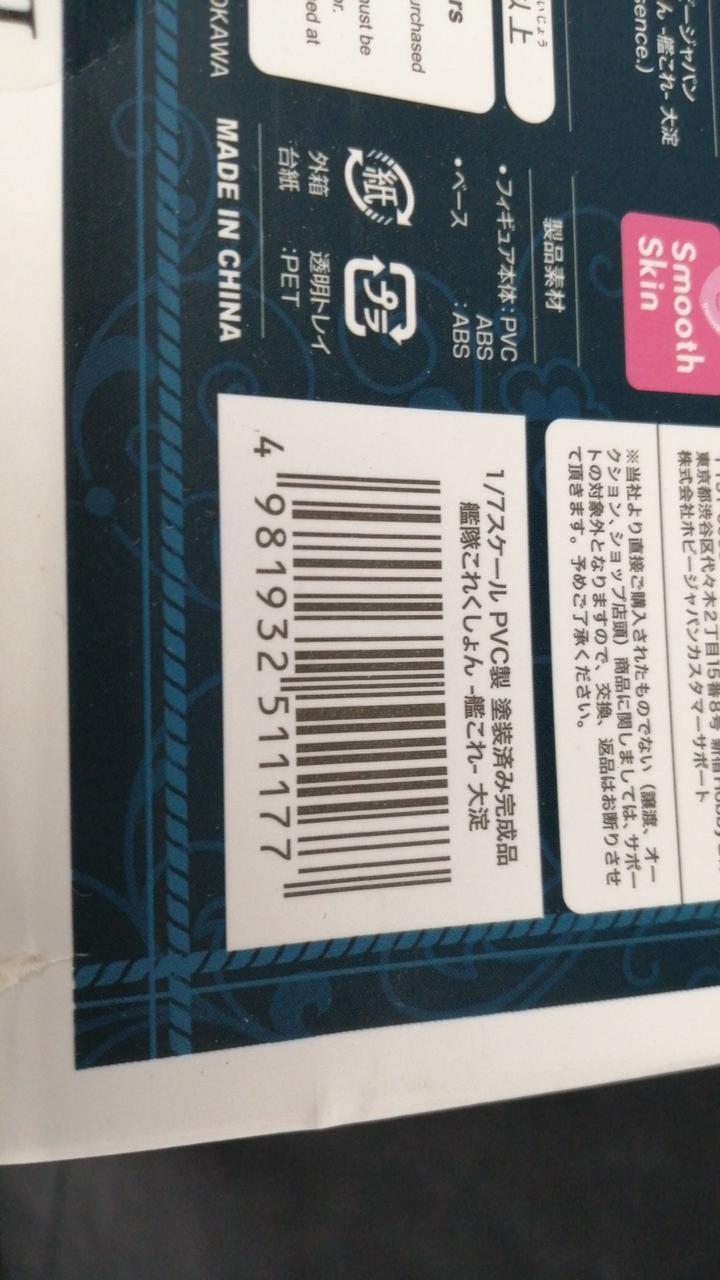 ージャパン
ん -艦これ- 大淀
sence.)
Smooth
Skin
いじょう
以上
rs
urchased
must be
or.
ed at
OKAWA
製品素材
•フィギュア本体:PVC
ABS
•ベース :ABS
紙 プラ
外箱 透明トレイ
台紙 :PET
MADE IN CHINA
東京都渋谷区代々木2丁目15番8号
株式会社ホビージャパンカスタマーサポート
※当社より直接ご購入されたものでない（譲渡、オー
クション、ショップ店頭）商品に関しましては、サポー
トの対象外となりますので、交換、返品はお断りさせ
て頂きます。予めご了承ください。
1/7スケール PVC製 塗装済み完成品
艦隊これくしょん -艦これ- 大淀
4 981932 511177